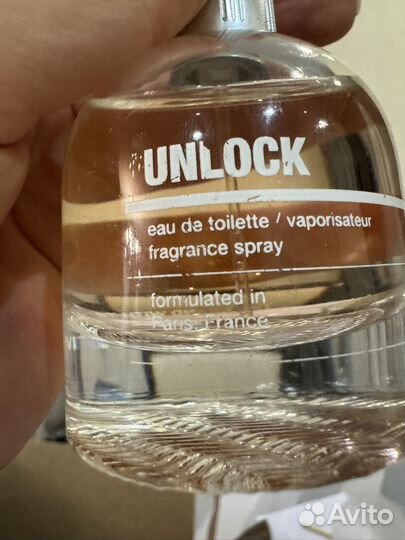 UNLOCK
eau de toilette / vaporisateur
fragrance spray
formulated in
Paris, France
Avito